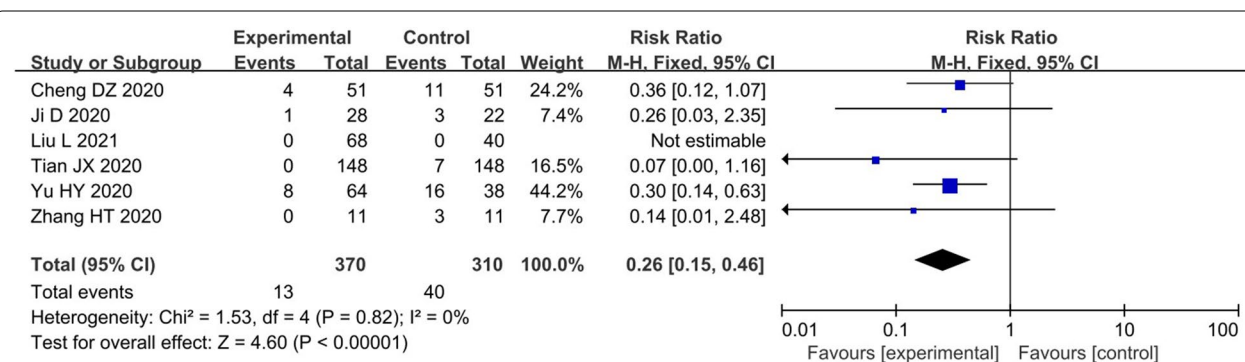 Experimental Control Risk Ratio Risk Ratio
Study or Subgroup Events Total Events Total Weight M-H. Fixed. 95% CI M-H. Fixed. 95% CI
Cheng DZ 2020 4 51 11 51 24.2% 0.36 [0.12, 1.07]
Ji D 2020 1 28 3 22 7.4% 0.26 [0.03, 2.35]
Liu L 2021 0 68 0 40 Not estimable
Tian JX 2020 0 148 7 148 16.5% 0.07 [0.00, 1.16]
Yu HY 2020 8 64 16 38 44.2% 0.30 [0.14, 0.63]
Zhang HT 2020 0 11 3 11 7.7% 0.14 [0.01, 2.48]
Total (95% CI) 370 310 100.0% 0.26 [0.15, 0.46]
Total events 13 40
Heterogeneity: Chi² = 1.53, df = 4 (P = 0.82); I² = 0%
Test for overall effect: Z = 4.60 (P < 0.00001)
0.01 0.1 1 10 100
Favours [experimental] Favours [control]